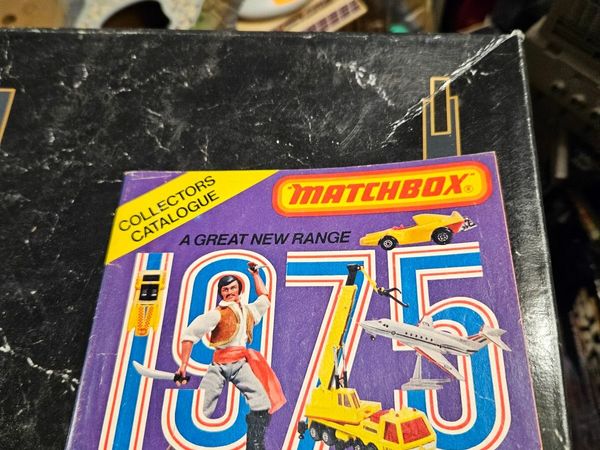 COLLECTORS
CATALOGUE
"MATCHBOX"®
A GREAT NEW RANGE
1975